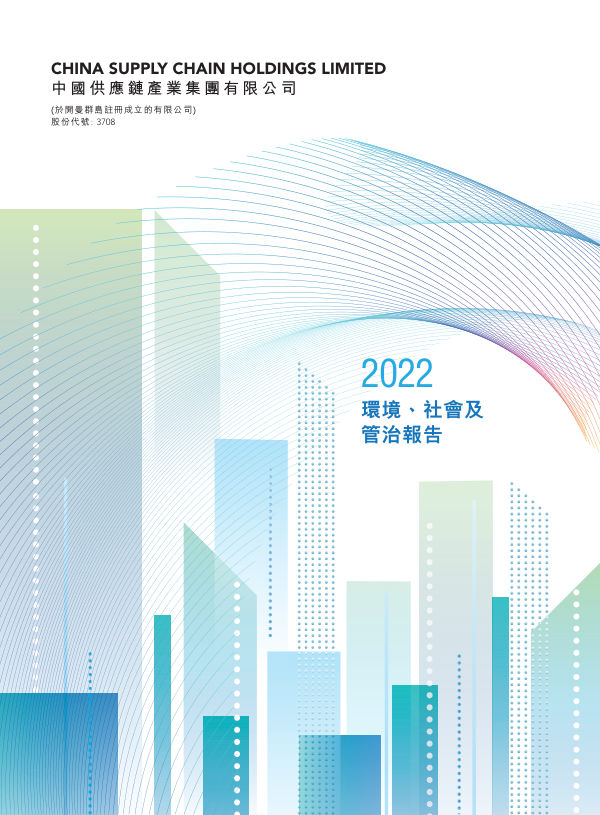 CHINA SUPPLY CHAIN HOLDINGS LIMITED
中國供應鏈產業集團有限公司
(於開曼群島註冊成立的有限公司)
股份代號: 3708
2022
環境、社會及
管治報告